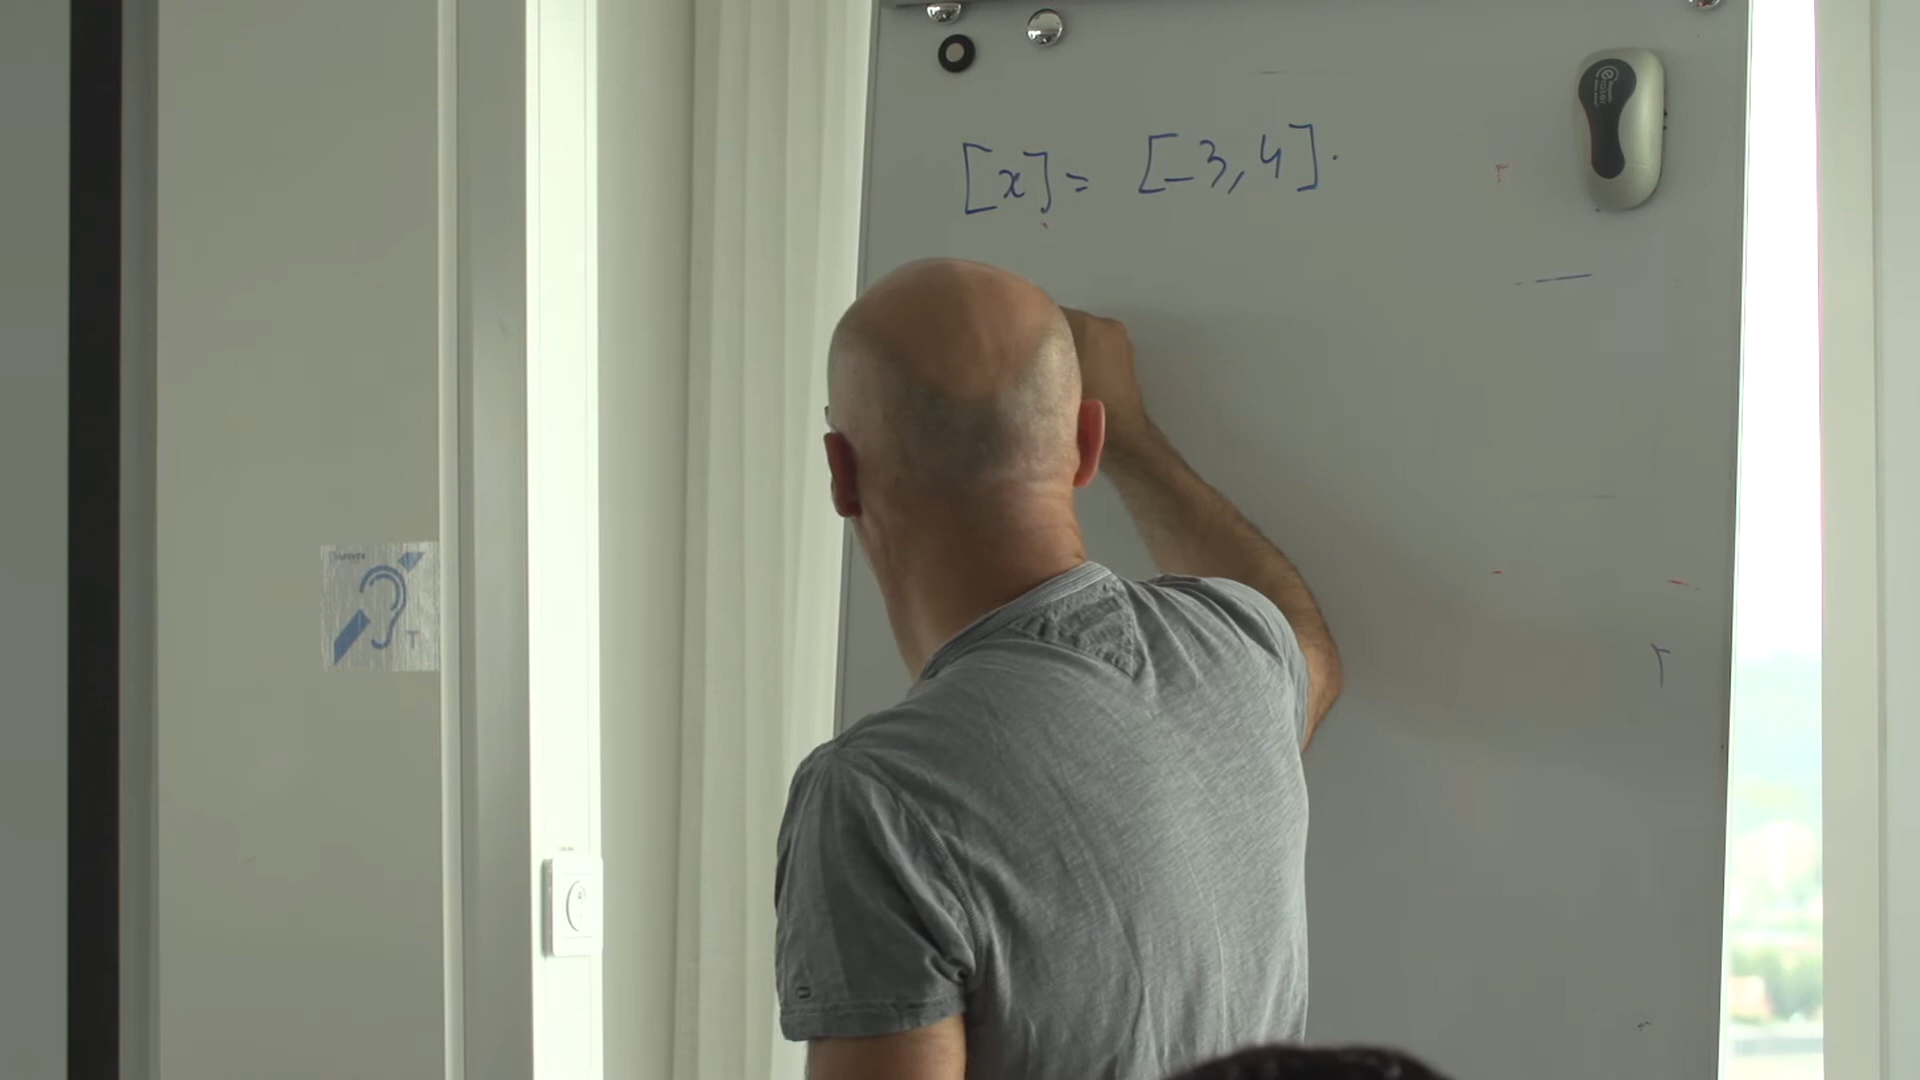 [x] = [-3, 4].
T